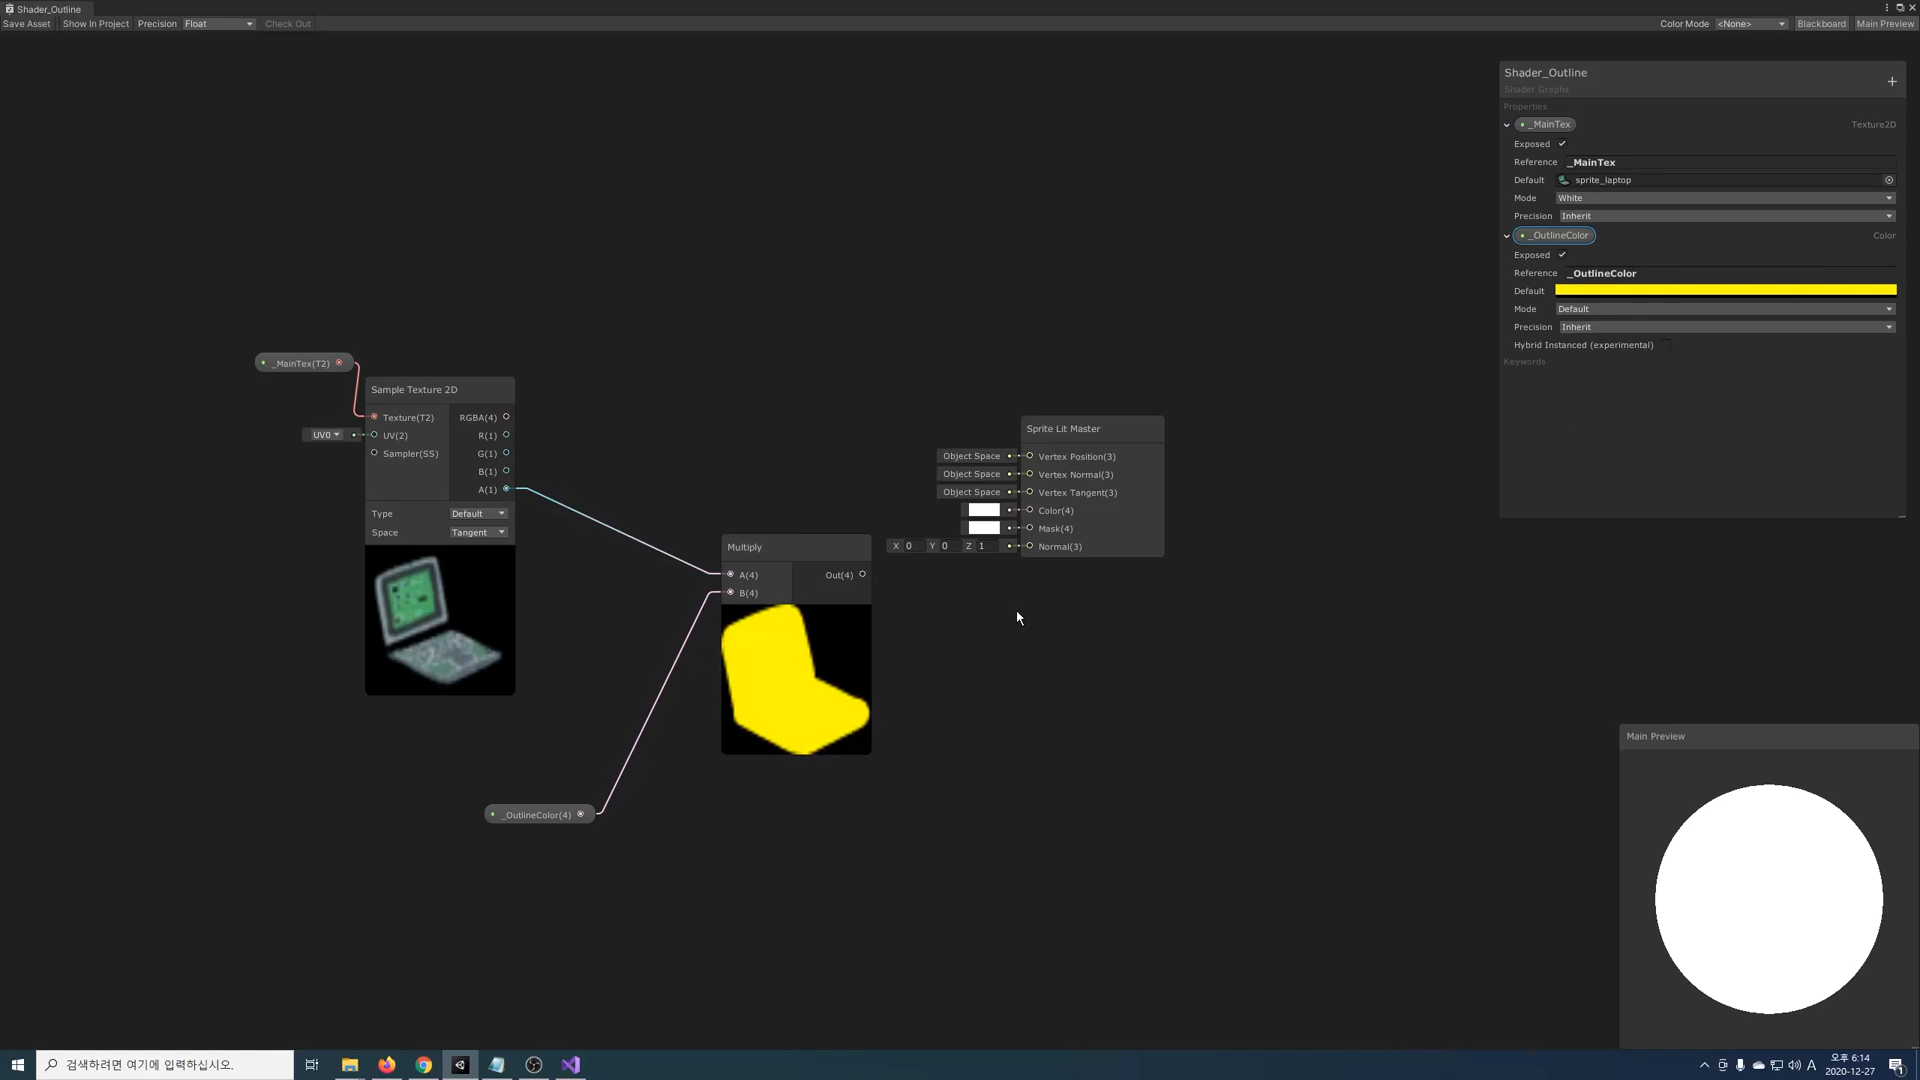 Shader_Outline
Save Asset Show In Project Precision Float Check Out Color Mode <None> Blackboard Main Preview
Shader_Outline
Shader Graphs
Properties
_MainTex Texture2D
Exposed
Reference _MainTex
Default sprite_laptop
Mode White
Precision Inherit
_OutlineColor Color
Exposed
Reference _OutlineColor
Default
Mode Default
Precision Inherit
Hybrid Instanced (experimental)
Keywords
_MainTex(T2)
Sample Texture 2D
Texture(T2) RGBA(4)
UV0 UV(2) R(1)
Sampler(SS) G(1)
B(1)
A(1)
Type Default
Space Tangent
Sprite Lit Master
Object Space Vertex Position(3)
Object Space Vertex Normal(3)
Object Space Vertex Tangent(3)
Color(4)
Mask(4)
X 0 Y 0 Z 1 Normal(3)
Multiply
A(4) Out(4)
B(4)
_OutlineColor(4)
Main Preview
검색하려면 여기에 입력하십시오.
A 오후 6:14
2020-12-27
1